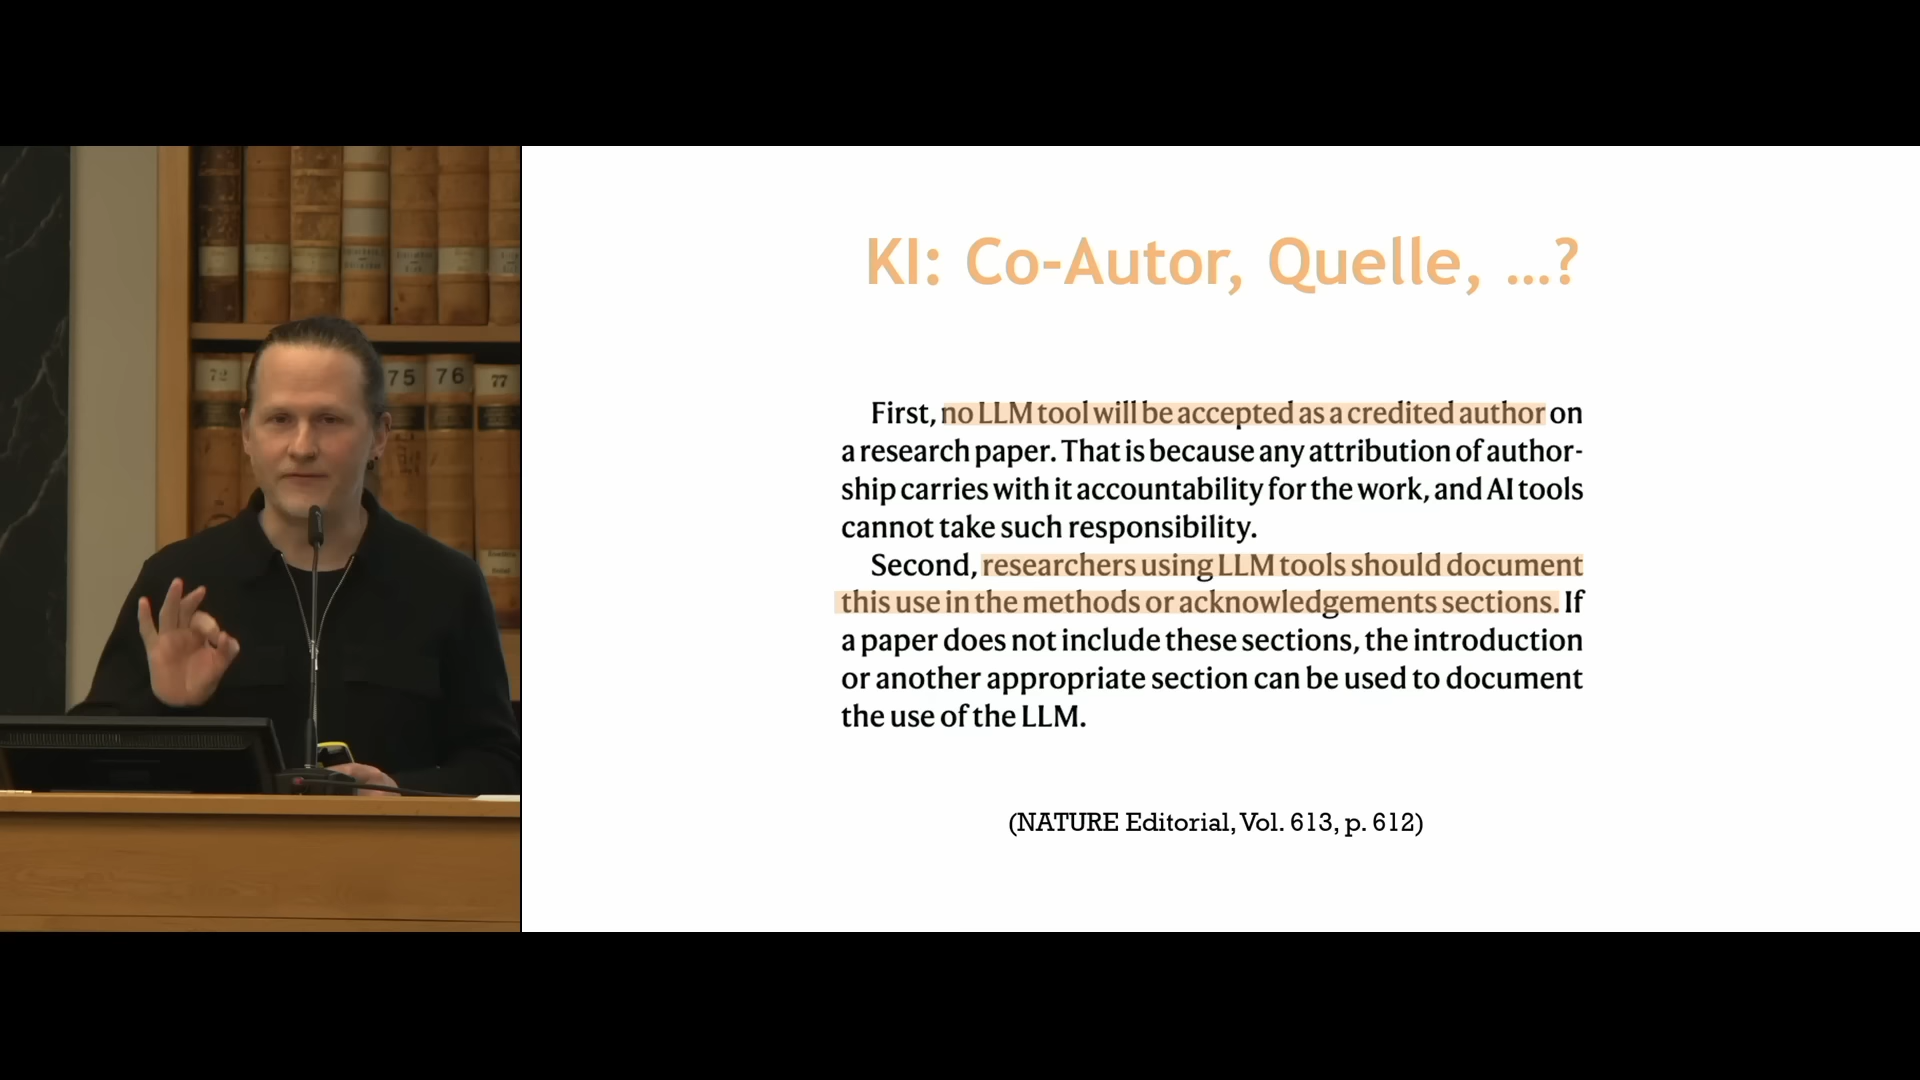 KI: Co-Autor, Quelle, ...?
First, no LLM tool will be accepted as a credited author on
a research paper. That is because any attribution of author-
ship carries with it accountability for the work, and AI tools
cannot take such responsibility.
Second, researchers using LLM tools should document
this use in the methods or acknowledgements sections. If
a paper does not include these sections, the introduction
or another appropriate section can be used to document
the use of the LLM.
(NATURE Editorial, Vol. 613, p. 612)
72
75
76
77